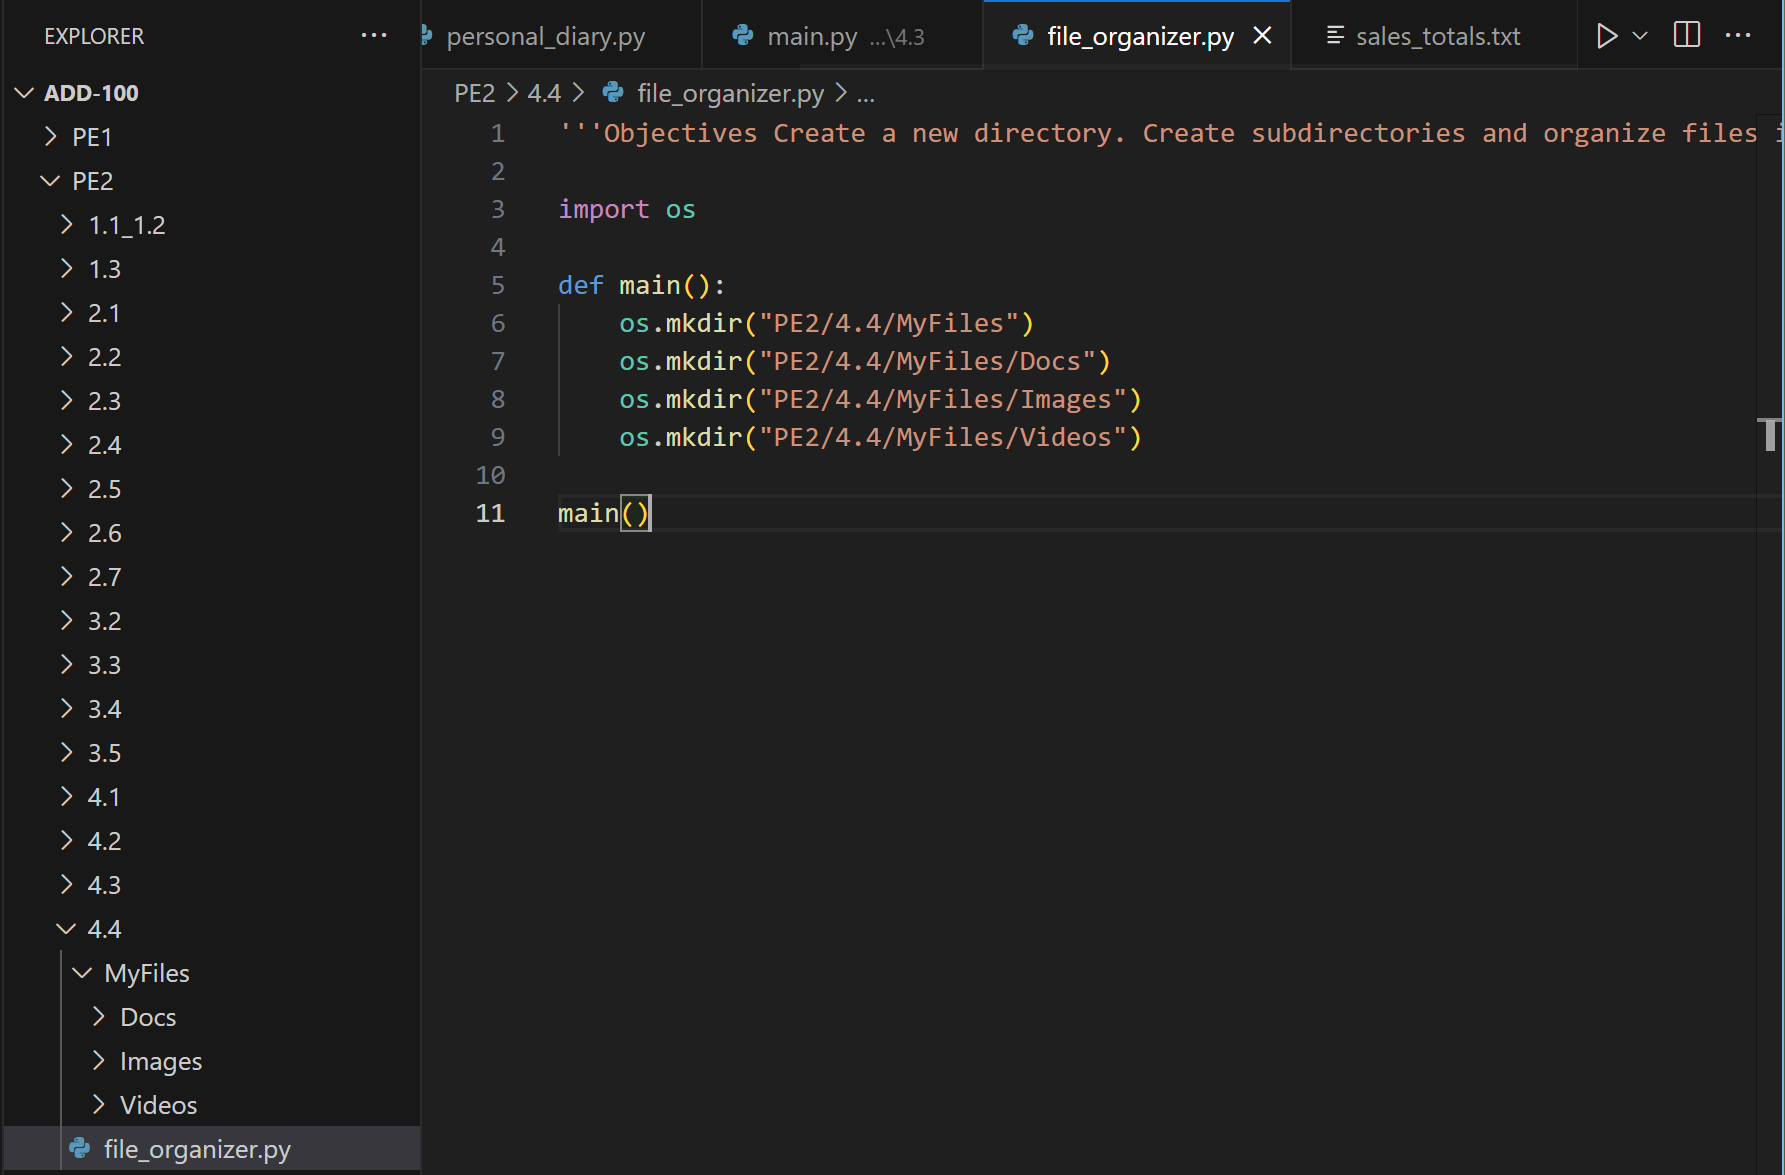 EXPLORER ...
ADD-100
PE1
PE2
1.1_1.2
1.3
2.1
2.2
2.3
2.4
2.5
2.6
2.7
3.2
3.3
3.4
3.5
4.1
4.2
4.3
4.4
MyFiles
Docs
Images
Videos
file_organizer.py
personal_diary.py main.py ...\4.3 file_organizer.py sales_totals.txt
PE2 > 4.4 > file_organizer.py > ...
1 '''Objectives Create a new directory. Create subdirectories and organize files i
2
3 import os
4
5 def main():
6 os.mkdir("PE2/4.4/MyFiles")
7 os.mkdir("PE2/4.4/MyFiles/Docs")
8 os.mkdir("PE2/4.4/MyFiles/Images")
9 os.mkdir("PE2/4.4/MyFiles/Videos")
10
11 main()